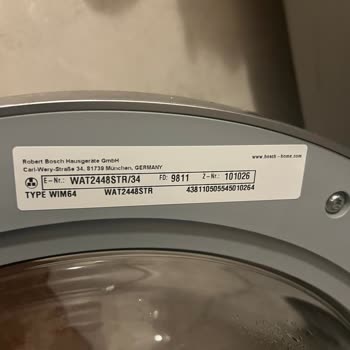 Robert Bosch Hausgeräte GmbH www.bosch-home.com
Carl-Wery-Straße 34, 81739 München, GERMANY
E-Nr.: WAT2448STR/34 FD: 9811 Z-Nr.: 101026
TYPE WIM64 WAT2448STR 438110505545010264